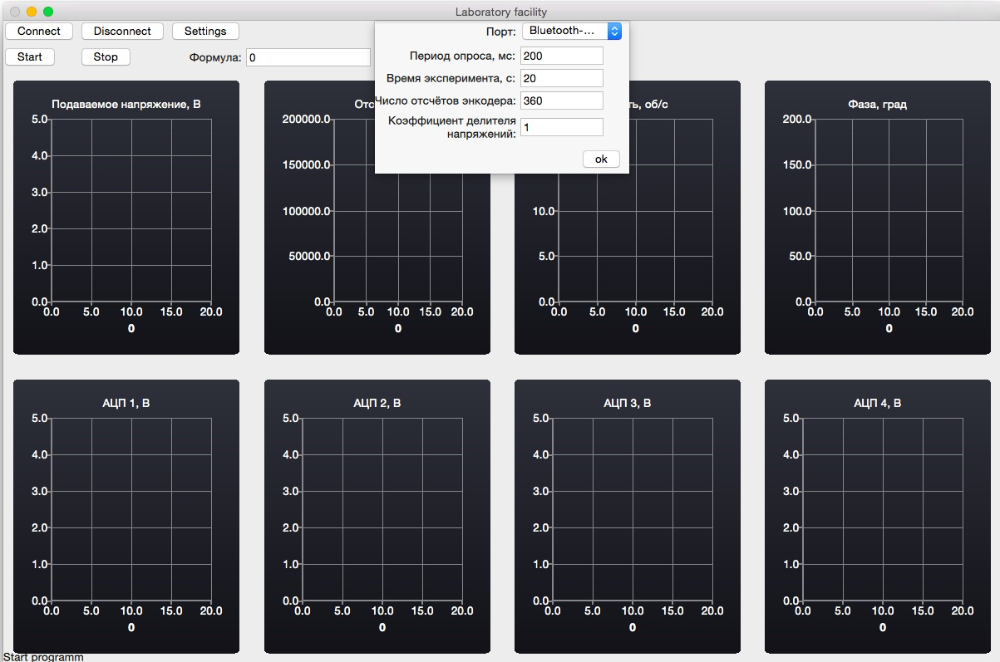 Laboratory facility
Connect Disconnect Settings
Порт: Bluetooth-...
Start Stop Формула: 0
Период опроса, мс: 200
Время эксперимента, с: 20
Число отсчётов энкодера: 360
Коэффициент делителя
напряжений: 1
ok
Подаваемое напряжение, В
5.0
4.0
3.0
2.0
1.0
0.0
0.0 5.0 10.0 15.0 20.0
0
200000.0
150000.0
100000.0
50000.0
0.0
0.0 5.0 10.0 15.0 20.0
0
об/с
10.0
5.0
0.0
0.0 5.0 10.0 15.0 20.0
0
Фаза, град
200.0
150.0
100.0
50.0
0.0
0.0 5.0 10.0 15.0 20.0
0
АЦП 1, В
5.0
4.0
3.0
2.0
1.0
0.0
0.0 5.0 10.0 15.0 20.0
0
АЦП 2, В
5.0
4.0
3.0
2.0
1.0
0.0
0.0 5.0 10.0 15.0 20.0
0
АЦП 3, В
5.0
4.0
3.0
2.0
1.0
0.0
0.0 5.0 10.0 15.0 20.0
0
АЦП 4, В
5.0
4.0
3.0
2.0
1.0
0.0
0.0 5.0 10.0 15.0 20.0
0
Start programm